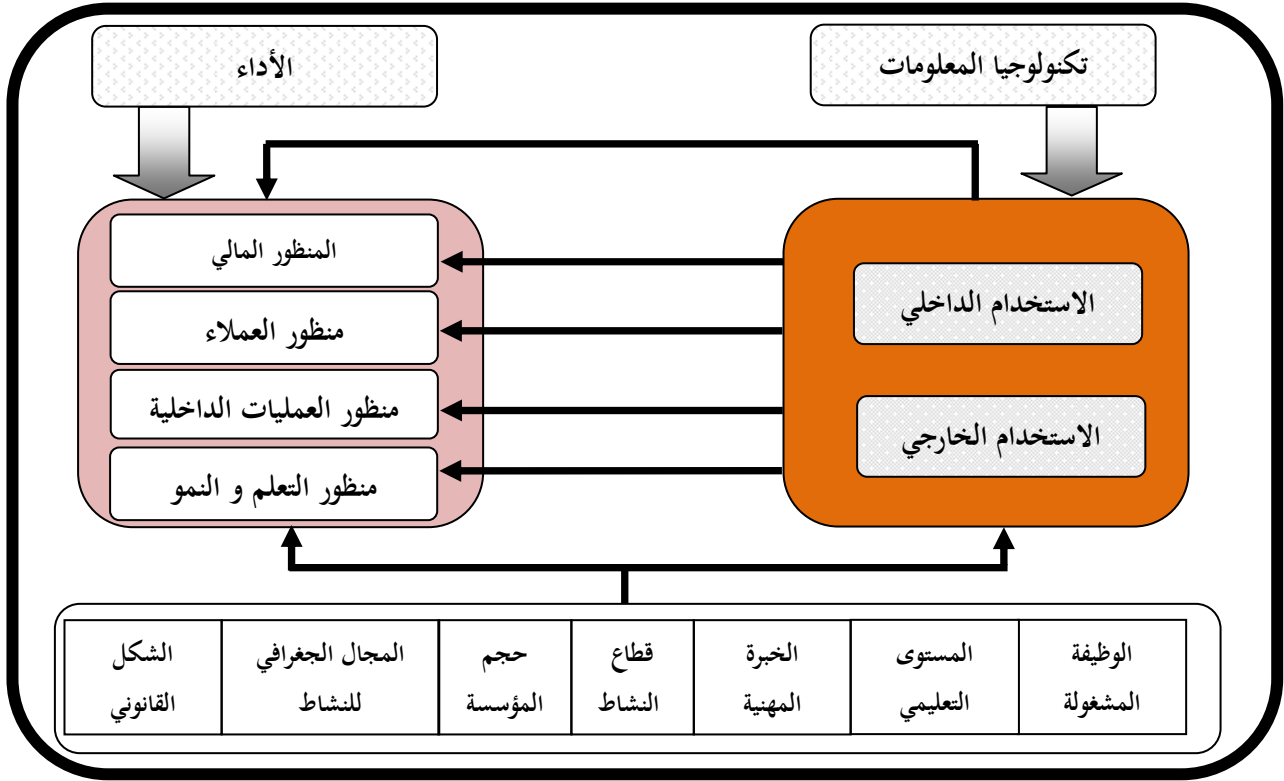 تكنولوجيا المعلومات
الأداء
الاستخدام الداخلي
الاستخدام الخارجي
المنظور المالي
منظور العملاء
منظور العمليات الداخلية
منظور التعلم و النمو
الوظيفة
المشغولة
المستوى
التعليمي
الخبرة
المهنية
قطاع
النشاط
حجم
المؤسسة
المجال الجغرافي
للنشاط
الشكل
القانوني